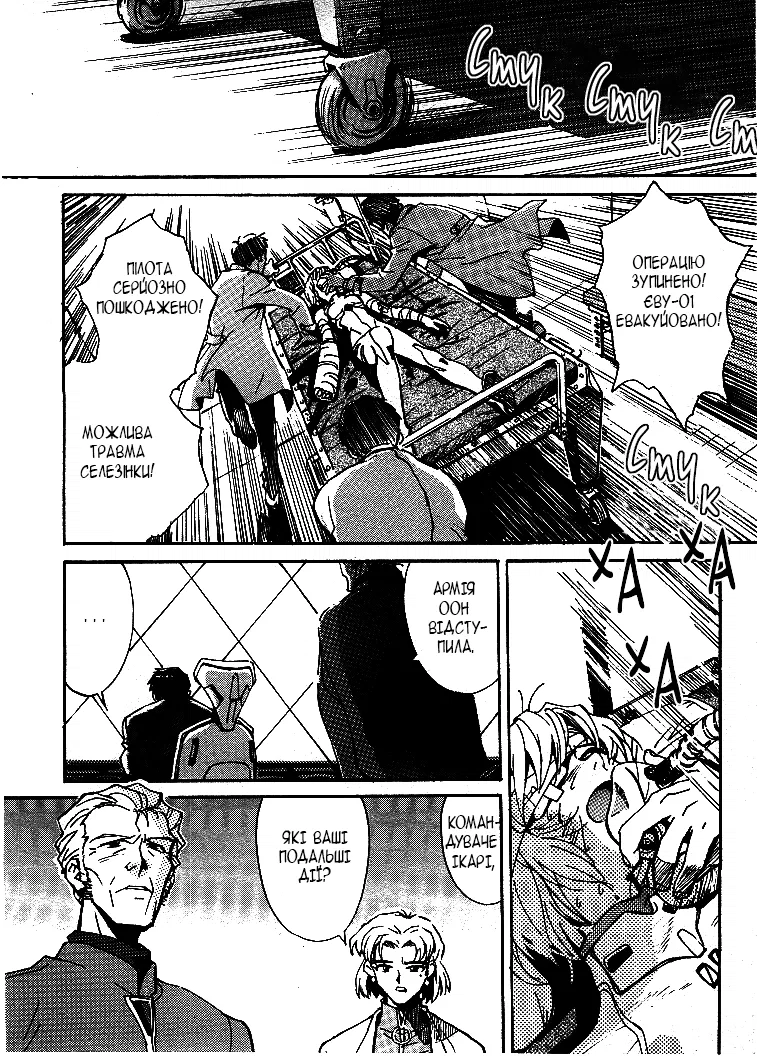 Стук Стук Ст
ОПЕРАЦІЮ
ЗУПИНЕНО!
ЄВУ-01
ЕВАКУЙОВАНО!
ПІЛОТА
СЕРЙОЗНО
ПОШКОДЖЕНО!
МОЖЛИВА
ТРАВМА
СЕЛЕЗІНКИ!
Стук
ХА ХА
ХА
АРМІЯ
ООН
ВІДСТУ-
ПИЛА.
...
КОМАН-
ДУВАЧЕ
ІКАРІ,
ЯКІ ВАШІ
ПОДАЛЬШІ
ДІЇ?